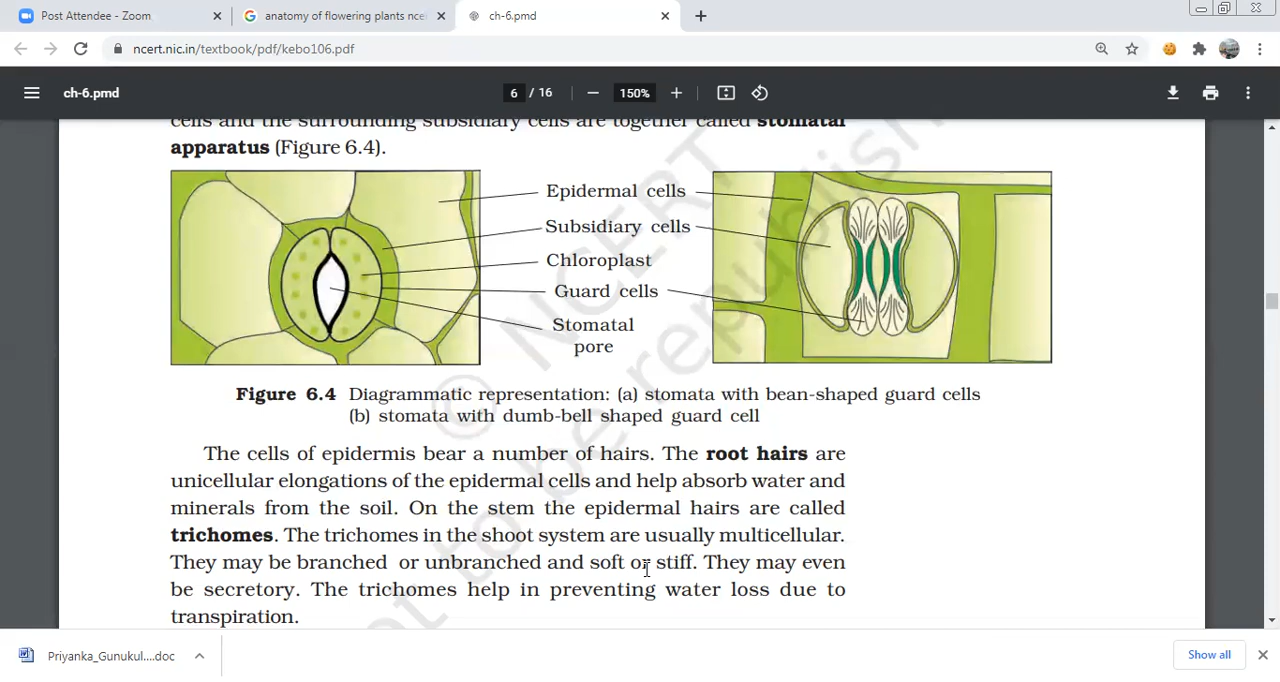 Post Attendee - Zoom
anatomy of flowering plants nce
ch-6.pmd
ncert.nic.in/textbook/pdf/kebo106.pdf
ch-6.pmd
6 / 16
150%
cells and the surrounding subsidiary cells are together called stomatal
apparatus (Figure 6.4).
Epidermal cells
Subsidiary cells
Chloroplast
Guard cells
Stomatal
pore
Figure 6.4 Diagrammatic representation: (a) stomata with bean-shaped guard cells
(b) stomata with dumb-bell shaped guard cell
The cells of epidermis bear a number of hairs. The root hairs are
unicellular elongations of the epidermal cells and help absorb water and
minerals from the soil. On the stem the epidermal hairs are called
trichomes. The trichomes in the shoot system are usually multicellular.
They may be branched or unbranched and soft or stiff. They may even
be secretory. The trichomes help in preventing water loss due to
transpiration.
© NCERT
not to be republish
Priyanka_Gunukul....doc
Show all